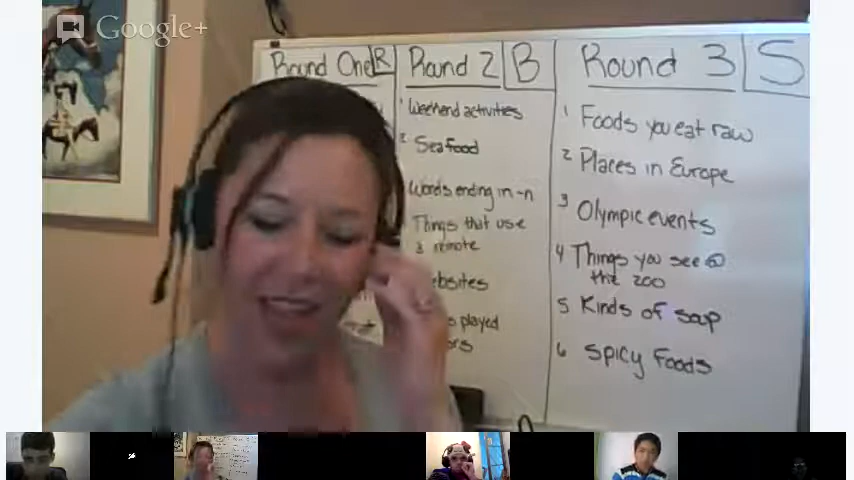 Google+
Round One R
Round 2 B
1 Weekend activities
2 Seafood
Words ending in -n
Things that use
a remote
played
Round 3 S
1 Foods you eat raw
2 Places in Europe
3 Olympic events
4 Things you see @
the zoo
5 Kinds of soup
6 Spicy Foods